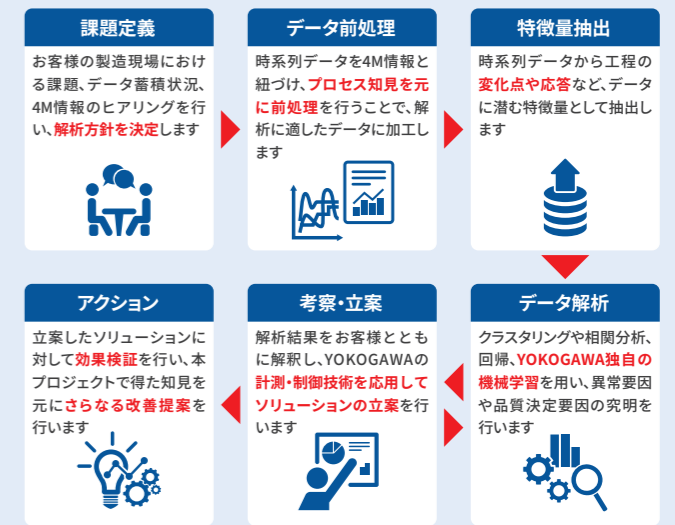 課題定義
お客様の製造現場におけ
る課題、データ蓄積状況、
4M情報のヒアリングを行
い、解析方針を決定します
データ前処理
時系列データを4M情報と
紐づけ、プロセス知見を元
に前処理を行うことで、解
析に適したデータに加工し
ます
特徴量抽出
時系列データから工程の
変化点や応答など、データ
に潜む特徴量として抽出し
ます
データ解析
クラスタリングや相関分析、
回帰、YOKOGAWA独自の
機械学習を用い、異常要因
や品質決定要因の究明を
行います
考察・立案
解析結果をお客様ととも
に解釈し、YOKOGAWAの
計測・制御技術を応用して
ソリューションの立案を行
います
アクション
立案したソリューションに
対して効果検証を行い、本
プロジェクトで得た知見を
元にさらなる改善提案を
行います